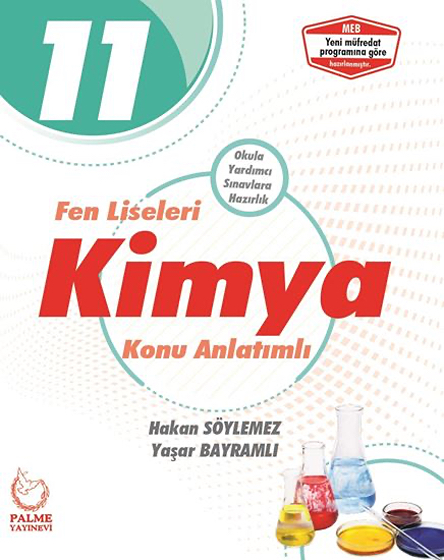 11
MEB
Yeni müfredat
programına göre
hazırlanmıştır.
Okula
Yardımcı
Sınavlara
Hazırlık
Fen Liseleri
Kimya
Konu Anlatımlı
Hakan SÖYLEMEZ
Yaşar BAYRAMLI
PALME
YAYINEVİ